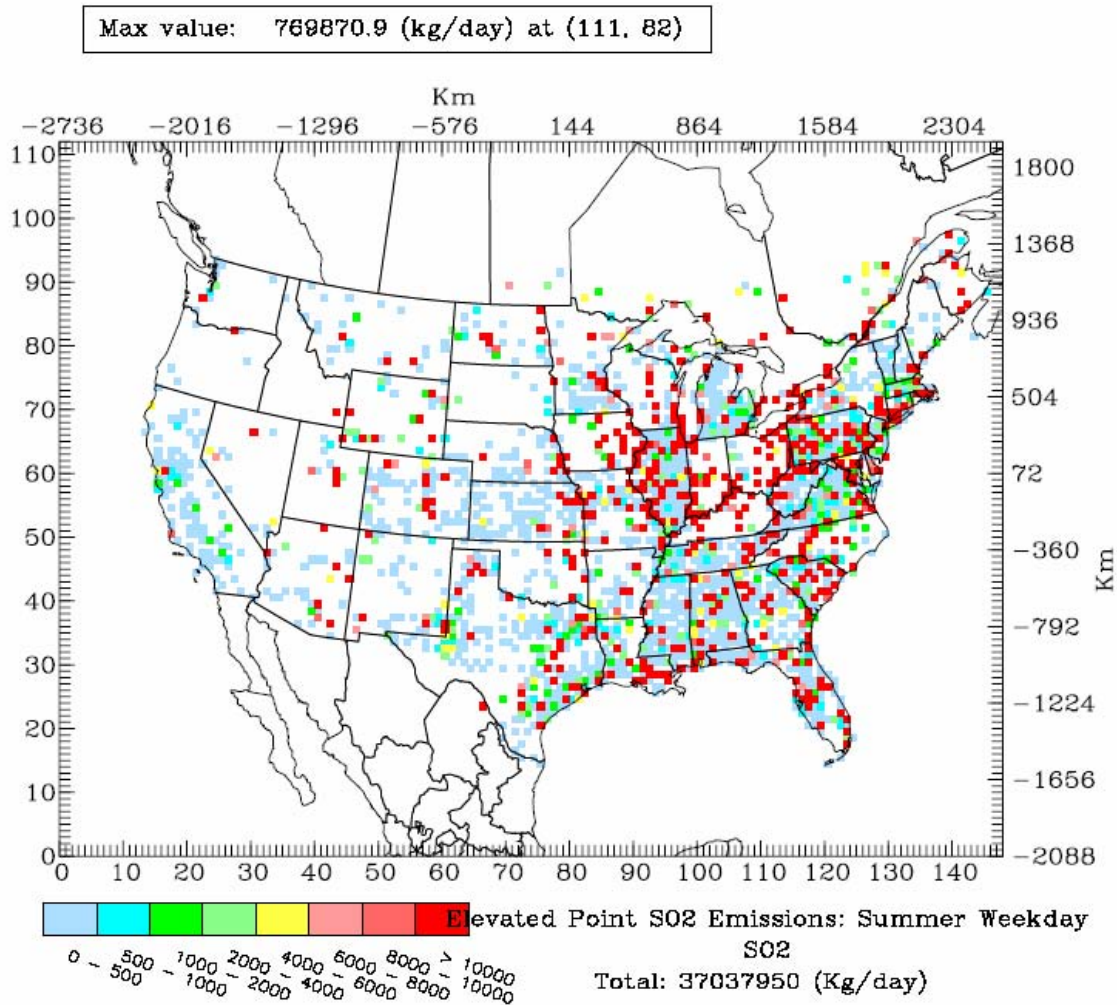 Max value: 769870.9 (kg/day) at (111, 82)
Km
-2736 -2016 -1296 -576 144 864 1584 2304
110 1800
100 1368
90 936
80 504
70 72
60 -360
50 -792
40 -1224
30 -1656
20 -2088
10
0
Km
0 10 20 30 40 50 60 70 80 90 100 110 120 130 140
0 - 500
500 - 1000
1000 - 2000
2000 - 4000
4000 - 6000
6000 - 8000
8000 - 10000
> 10000
Elevated Point SO2 Emissions: Summer Weekday
SO2
Total: 37037950 (Kg/day)